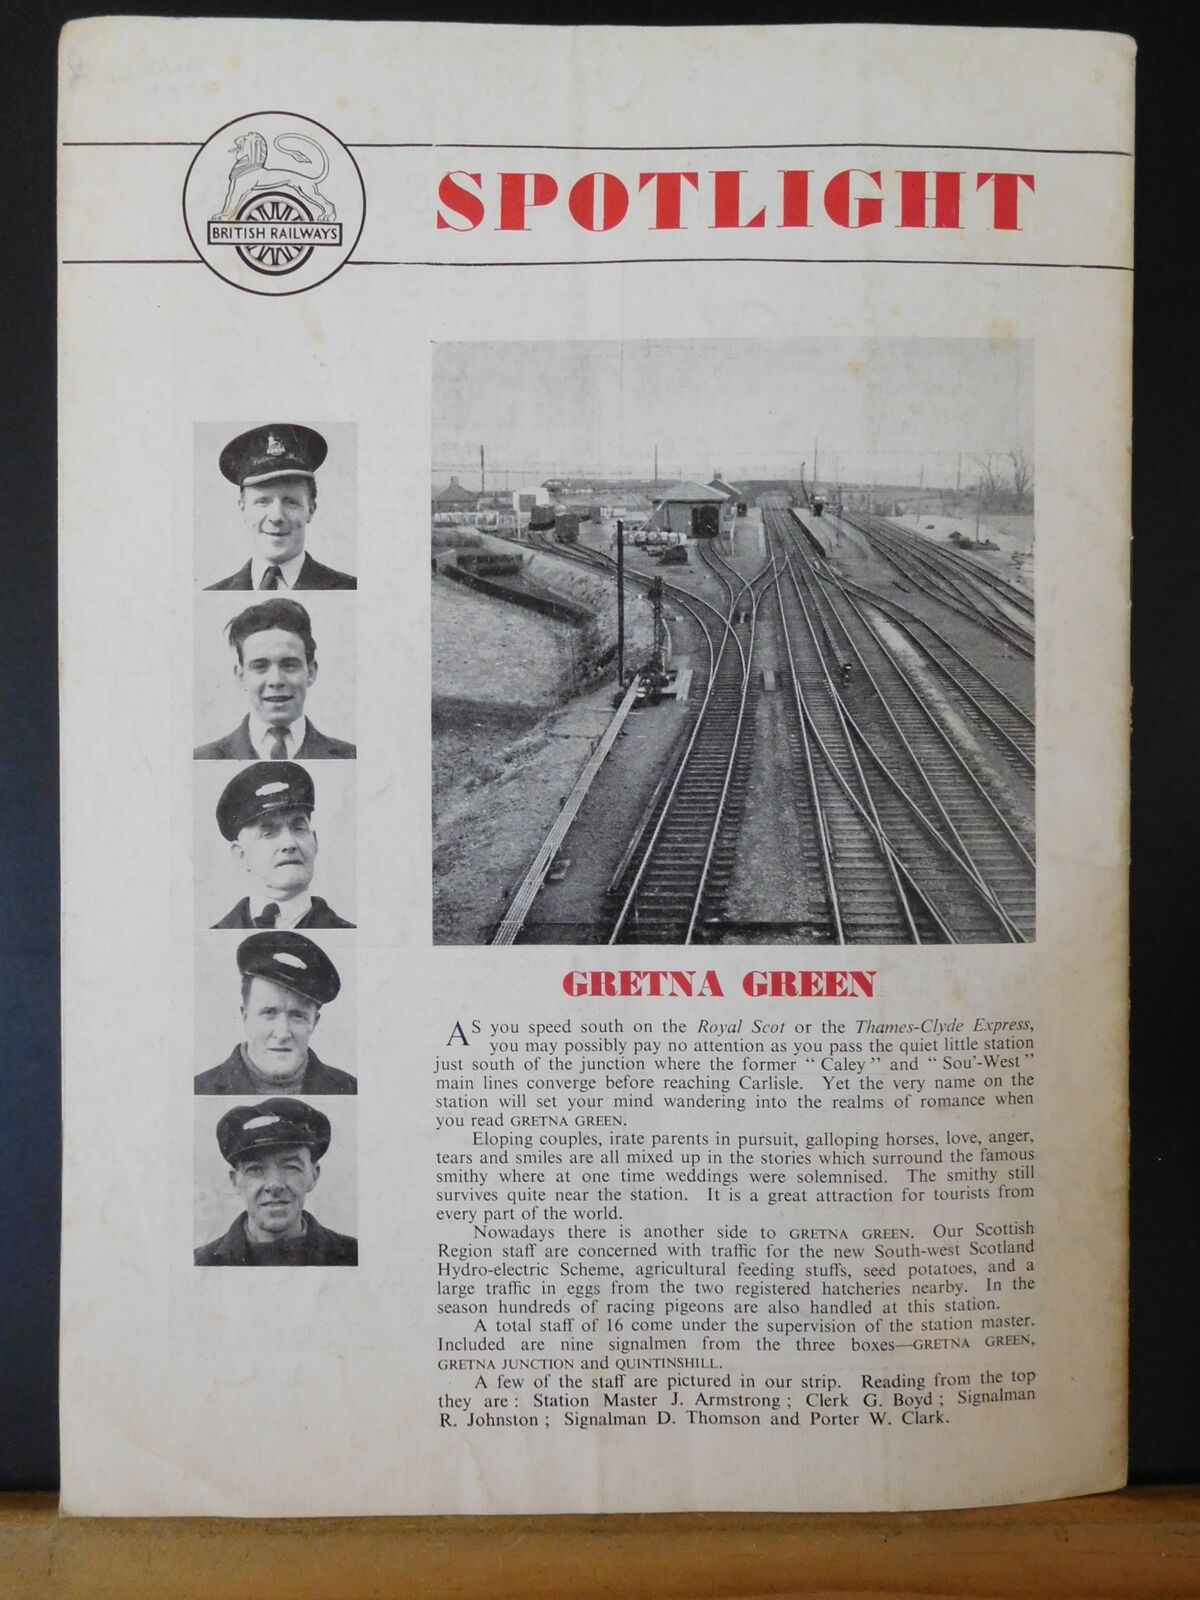 BRITISH RAILWAYS
SPOTLIGHT
GRETNA GREEN
AS you speed south on the Royal Scot or the Thames-Clyde Express,
you may possibly pay no attention as you pass the quiet little station
just south of the junction where the former “ Caley ” and “ Sou'-West ”
main lines converge before reaching Carlisle. Yet the very name on the
station will set your mind wandering into the realms of romance when
you read GRETNA GREEN.
Eloping couples, irate parents in pursuit, galloping horses, love, anger,
tears and smiles are all mixed up in the stories which surround the famous
smithy where at one time weddings were solemnised. The smithy still
survives quite near the station. It is a great attraction for tourists from
every part of the world.
Nowadays there is another side to GRETNA GREEN. Our Scottish
Region staff are concerned with traffic for the new South-west Scotland
Hydro-electric Scheme, agricultural feeding stuffs, seed potatoes, and a
large traffic in eggs from the two registered hatcheries nearby. In the
season hundreds of racing pigeons are also handled at this station.
A total staff of 16 come under the supervision of the station master.
Included are nine signalmen from the three boxes—GRETNA GREEN,
GRETNA JUNCTION and QUINTINSHILL.
A few of the staff are pictured in our strip. Reading from the top
they are : Station Master J. Armstrong ; Clerk G. Boyd ; Signalman
R. Johnston ; Signalman D. Thomson and Porter W. Clark.